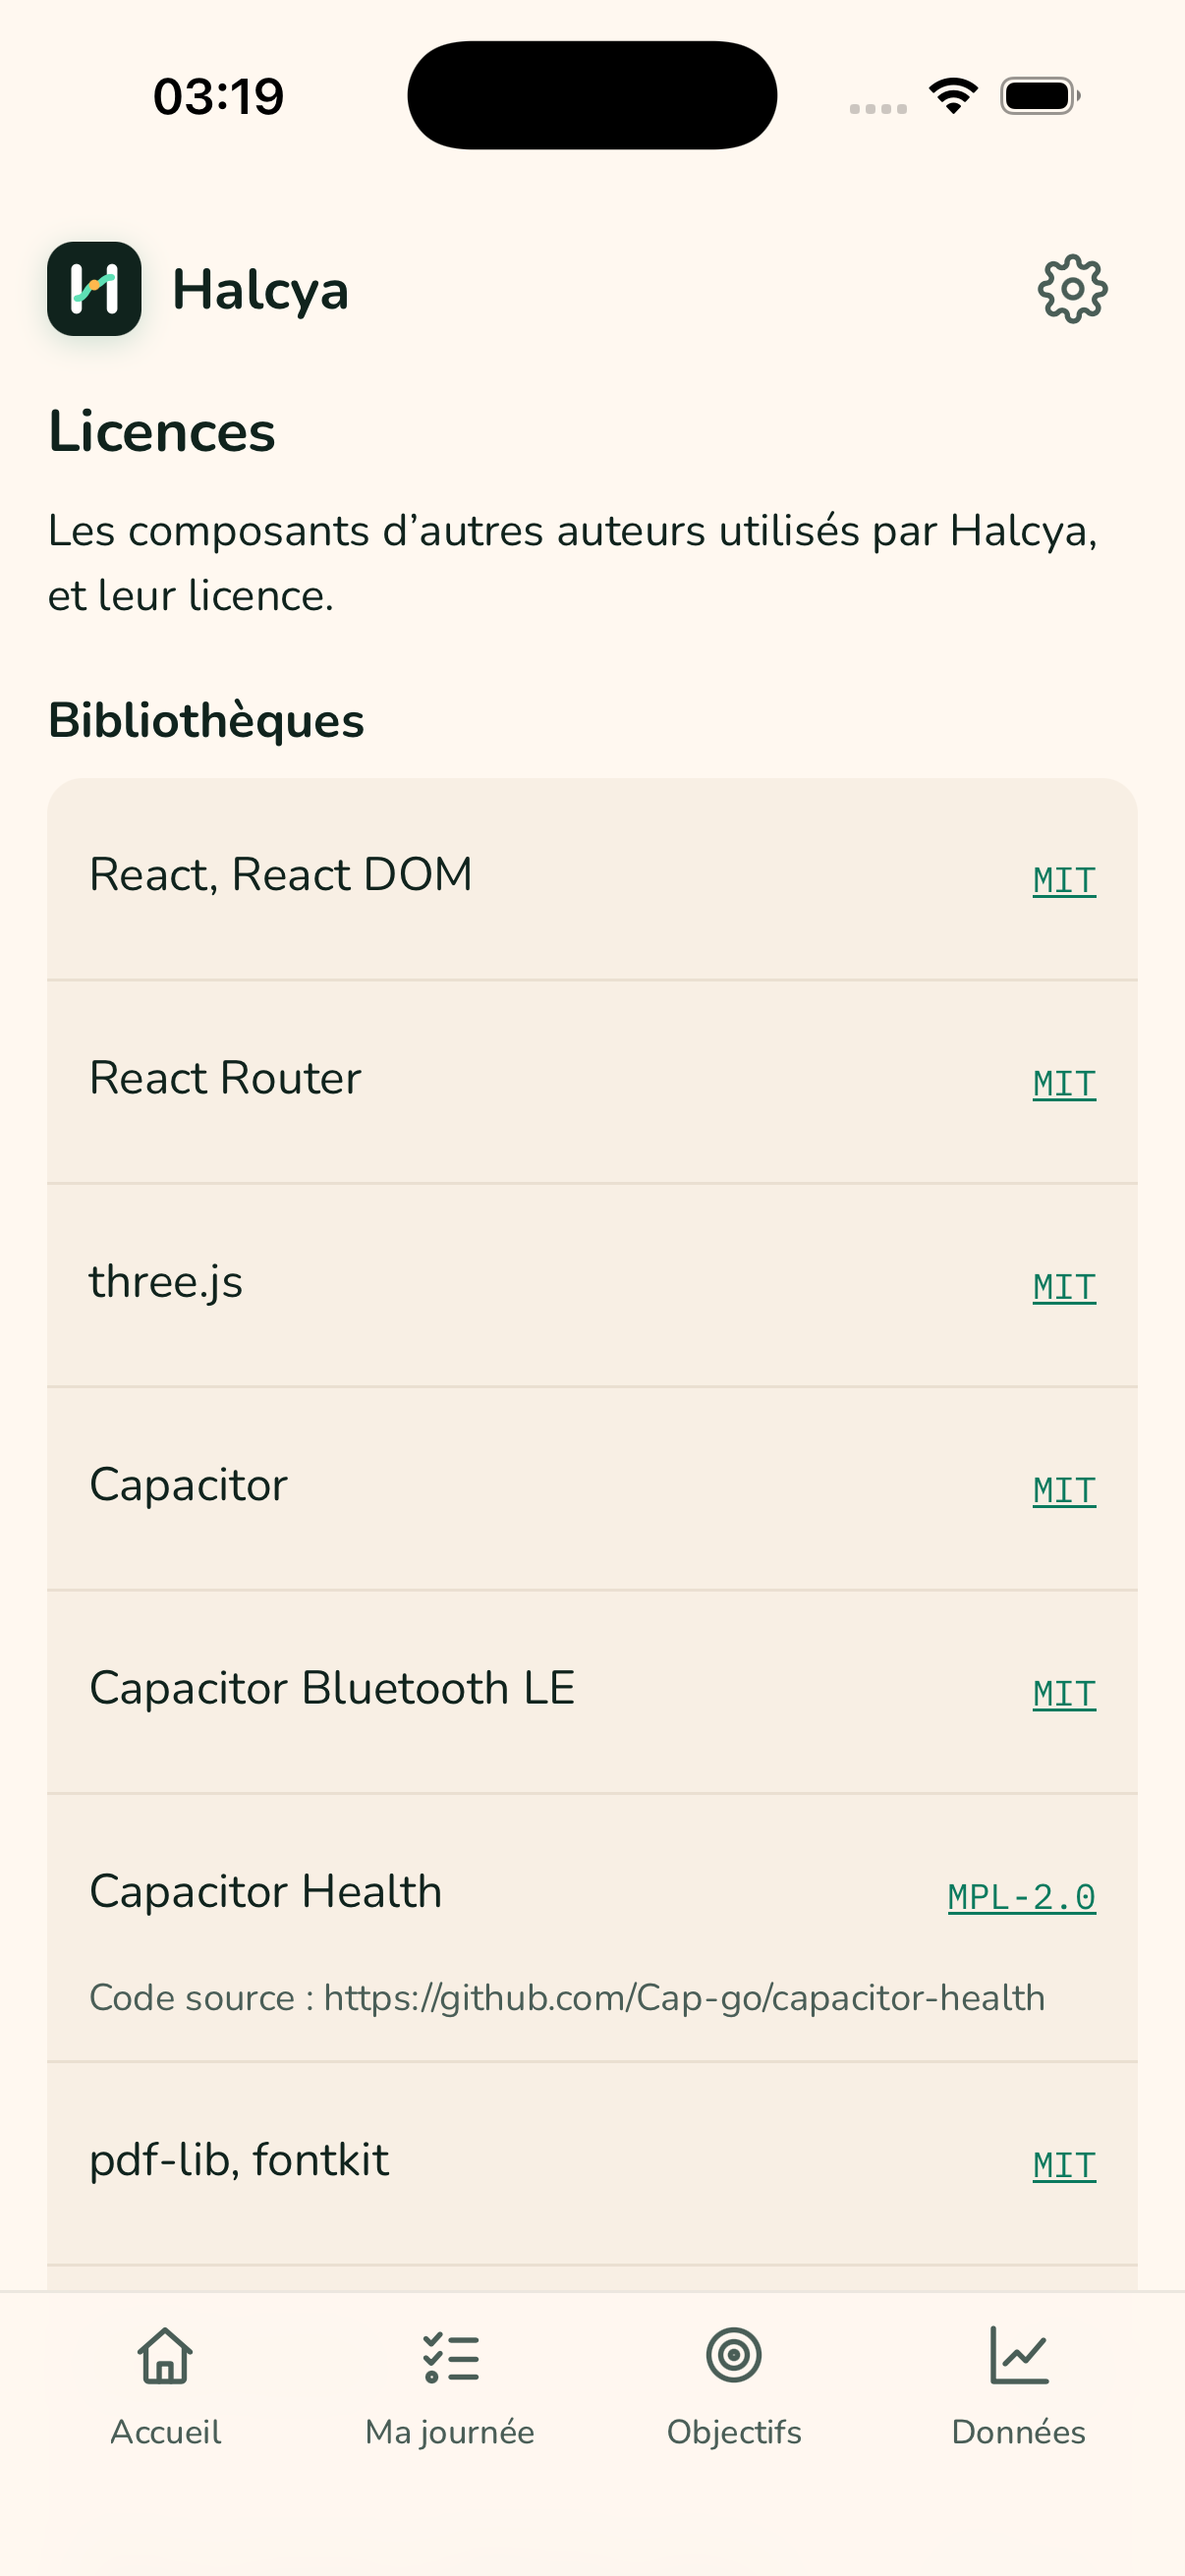 03:19
Halcya
Licences
Les composants d’autres auteurs utilisés par Halcya,
et leur licence.
Bibliothèques
React, React DOM MIT
React Router MIT
three.js MIT
Capacitor MIT
Capacitor Bluetooth LE MIT
Capacitor Health MPL-2.0
Code source : https://github.com/Cap-go/capacitor-health
pdf-lib, fontkit MIT
Accueil Ma journée Objectifs Données